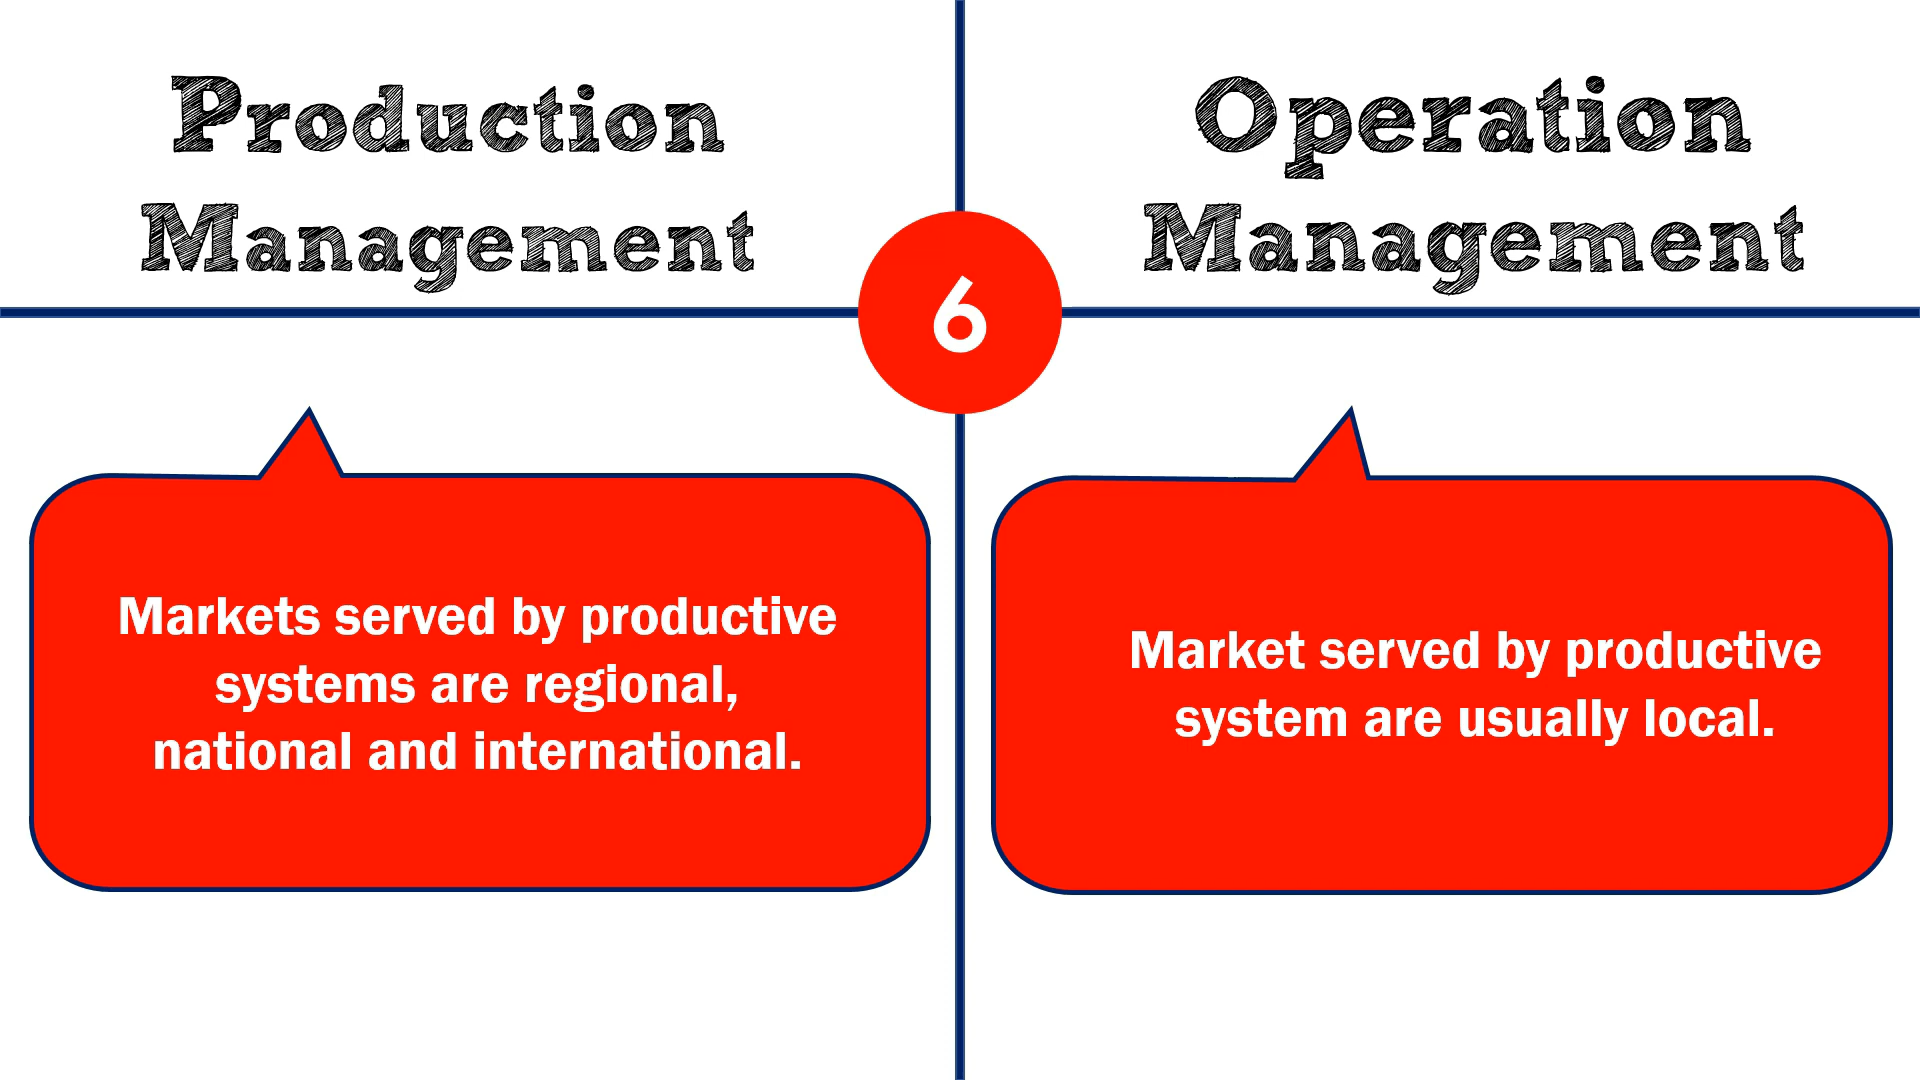 Production
Management
Operation
Management
6
Markets served by productive
systems are regional,
national and international.
Market served by productive
system are usually local.